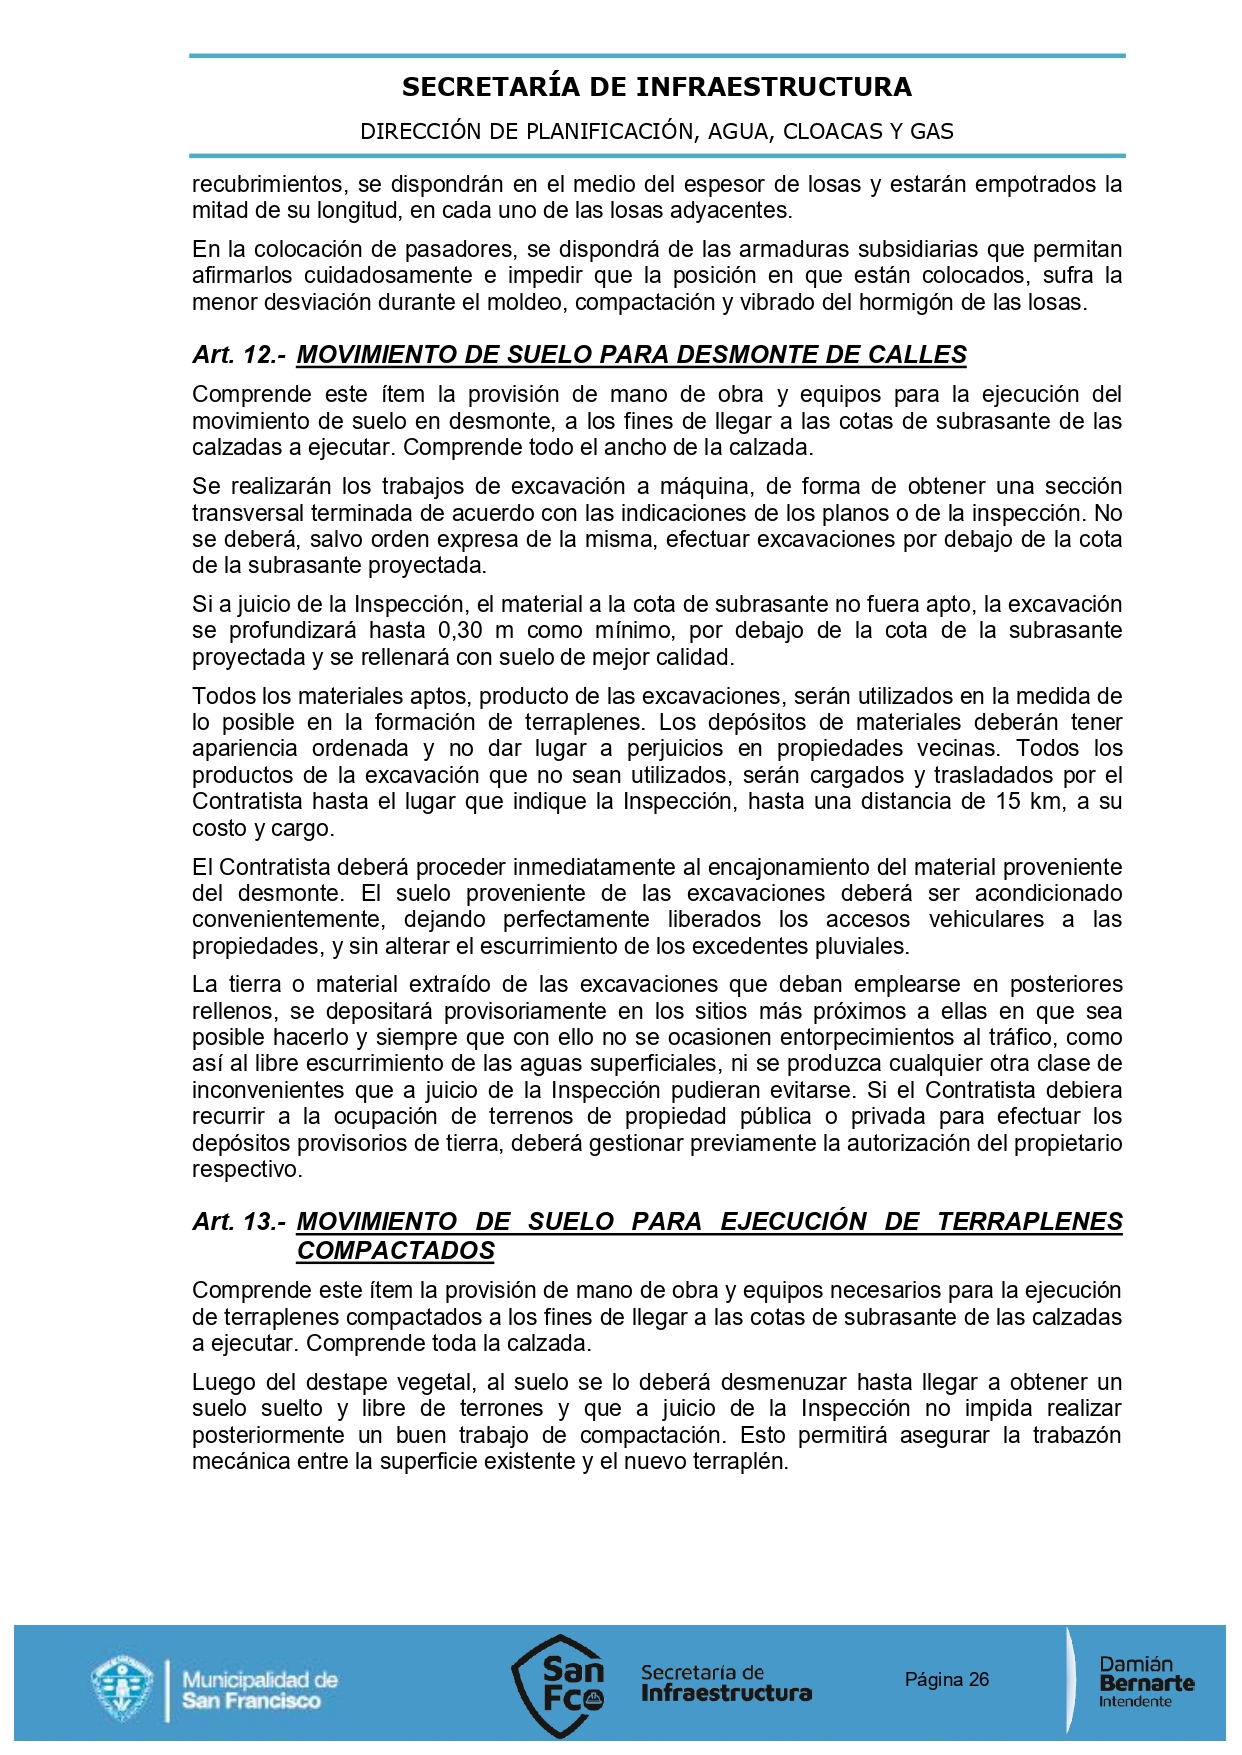 SECRETARÍA DE INFRAESTRUCTURA
DIRECCIÓN DE PLANIFICACIÓN, AGUA, CLOACAS Y GAS
recubrimientos, se dispondrán en el medio del espesor de losas y estarán empotrados la
mitad de su longitud, en cada uno de las losas adyacentes.
En la colocación de pasadores, se dispondrá de las armaduras subsidiarias que permitan
afirmarlos cuidadosamente e impedir que la posición en que están colocados, sufra la
menor desviación durante el moldeo, compactación y vibrado del hormigón de las losas.
Art. 12.- MOVIMIENTO DE SUELO PARA DESMONTE DE CALLES
Comprende este ítem la provisión de mano de obra y equipos para la ejecución del
movimiento de suelo en desmonte, a los fines de llegar a las cotas de subrasante de las
calzadas a ejecutar. Comprende todo el ancho de la calzada.
Se realizarán los trabajos de excavación a máquina, de forma de obtener una sección
transversal terminada de acuerdo con las indicaciones de los planos o de la inspección. No
se deberá, salvo orden expresa de la misma, efectuar excavaciones por debajo de la cota
de la subrasante proyectada.
Si a juicio de la Inspección, el material a la cota de subrasante no fuera apto, la excavación
se profundizará hasta 0,30 m como mínimo, por debajo de la cota de la subrasante
proyectada y se rellenará con suelo de mejor calidad.
Todos los materiales aptos, producto de las excavaciones, serán utilizados en la medida de
lo posible en la formación de terraplenes. Los depósitos de materiales deberán tener
apariencia ordenada y no dar lugar a perjuicios en propiedades vecinas. Todos los
productos de la excavación que no sean utilizados, serán cargados y trasladados por el
Contratista hasta el lugar que indique la Inspección, hasta una distancia de 15 km, a su
costo y cargo.
El Contratista deberá proceder inmediatamente al encajonamiento del material proveniente
del desmonte. El suelo proveniente de las excavaciones deberá ser acondicionado
convenientemente, dejando perfectamente liberados los accesos vehiculares a las
propiedades, y sin alterar el escurrimiento de los excedentes pluviales.
La tierra o material extraído de las excavaciones que deban emplearse en posteriores
rellenos, se depositará provisoriamente en los sitios más próximos a ellas en que sea
posible hacerlo y siempre que con ello no se ocasionen entorpecimientos al tráfico, como
así al libre escurrimiento de las aguas superficiales, ni se produzca cualquier otra clase de
inconvenientes que a juicio de la Inspección pudieran evitarse. Si el Contratista debiera
recurrir a la ocupación de terrenos de propiedad pública o privada para efectuar los
depósitos provisorios de tierra, deberá gestionar previamente la autorización del propietario
respectivo.
Art. 13.- MOVIMIENTO DE SUELO PARA EJECUCIÓN DE TERRAPLENES
COMPACTADOS
Comprende este ítem la provisión de mano de obra y equipos necesarios para la ejecución
de terraplenes compactados a los fines de llegar a las cotas de subrasante de las calzadas
a ejecutar. Comprende toda la calzada.
Luego del destape vegetal, al suelo se lo deberá desmenuzar hasta llegar a obtener un
suelo suelto y libre de terrones y que a juicio de la Inspección no impida realizar
posteriormente un buen trabajo de compactación. Esto permitirá asegurar la trabazón
mecánica entre la superficie existente y el nuevo terraplén.
Municipalidad de
San Francisco
San
Fco
Secretaría de
Infraestructura
Página 26
Damián
Bernarte
Intendente